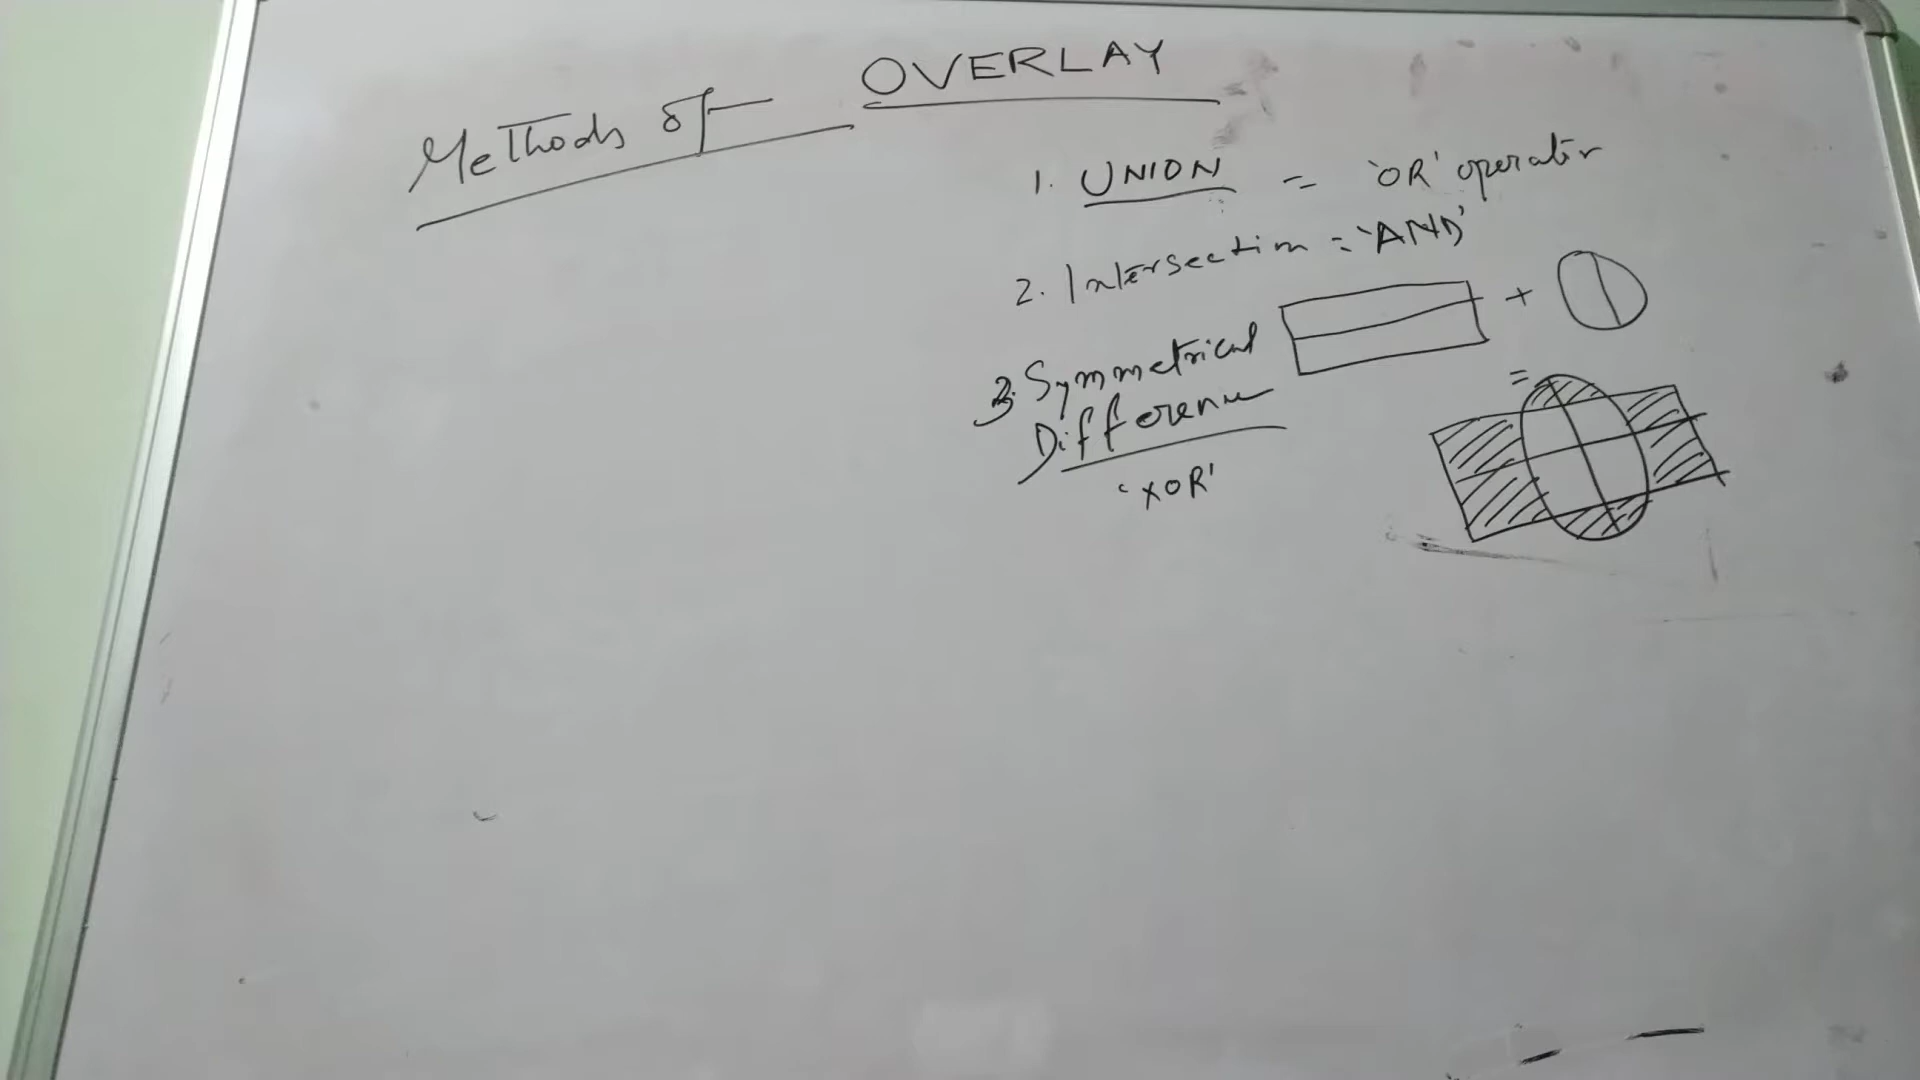 Methods of OVERLAY
1. UNION = 'OR' operator
2. Intersection = 'AND'
3. Symmetrical
Difference
'XOR'
+
=